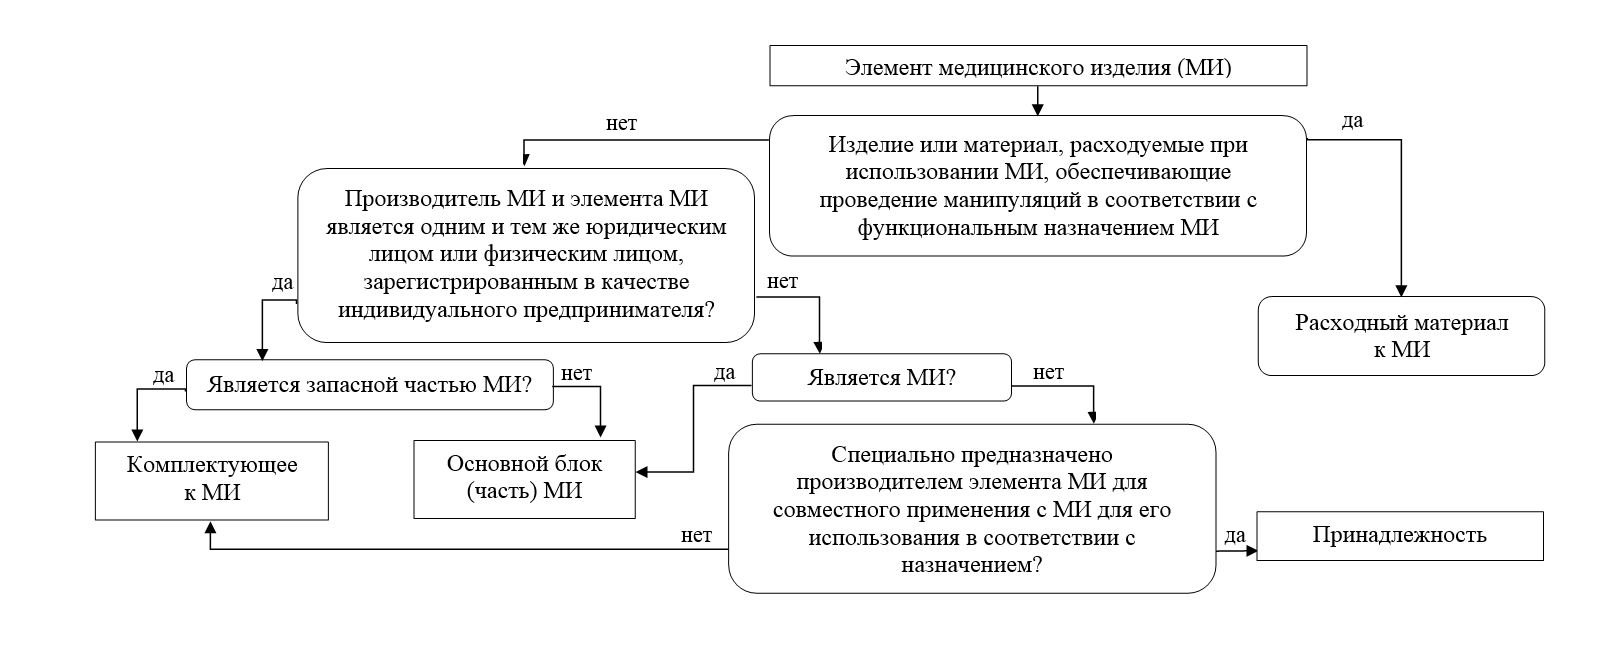 Элемент медицинского изделия (МИ)
нет
да
Изделие или материал, расходуемые при
использовании МИ, обеспечивающие
проведение манипуляций в соответствии с
функциональным назначением МИ
Производитель МИ и элемента МИ
является одним и тем же юридическим
лицом или физическим лицом,
зарегистрированным в качестве
индивидуального предпринимателя?
да
нет
Расходный материал
к МИ
да
Является запасной частью МИ?
нет
да
Является МИ?
нет
Комплектующее
к МИ
Основной блок
(часть) МИ
Специально предназначено
производителем элемента МИ для
совместного применения с МИ для его
использования в соответствии с
назначением?
нет
да
Принадлежность